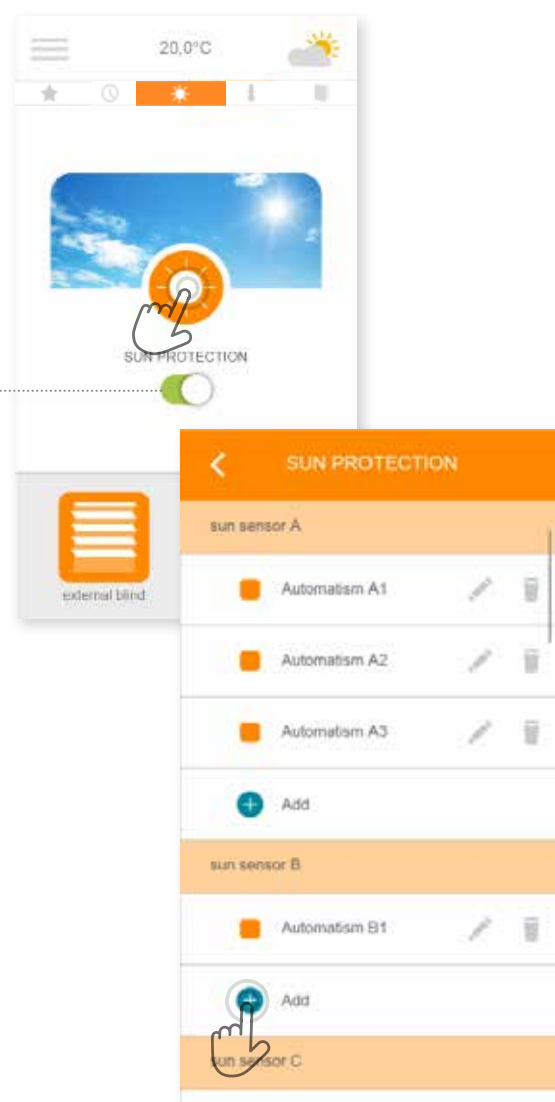 20,0°C
SUN PROTECTION
external blind
SUN PROTECTION
sun sensor A
Automatism A1
Automatism A2
Automatism A3
Add
sun sensor B
Automatism B1
Add
sun sensor C